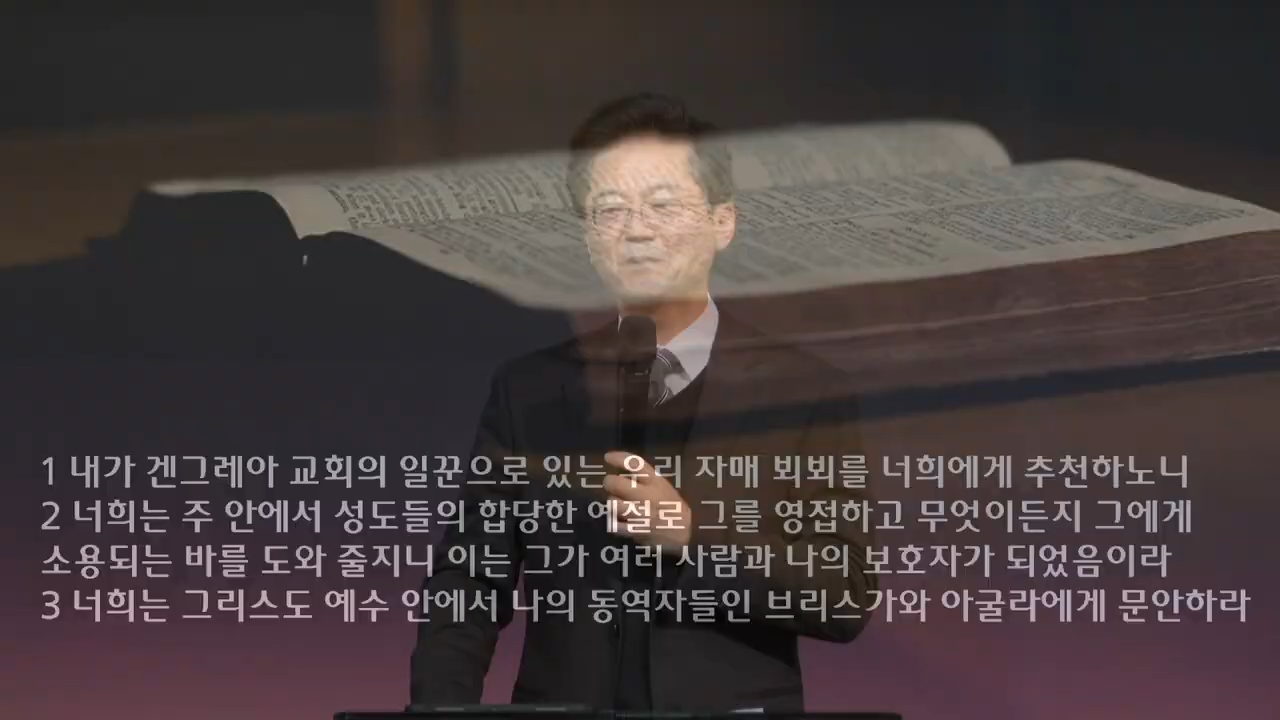 1 내가 겐그레아 교회의 일꾼으로 있는 우리 자매 뵈뵈를 너희에게 추천하노니
2 너희는 주 안에서 성도들의 합당한 예절로 그를 영접하고 무엇이든지 그에게
소용되는 바를 도와 줄지니 이는 그가 여러 사람과 나의 보호자가 되었음이라
3 너희는 그리스도 예수 안에서 나의 동역자들인 브리스가와 아굴라에게 문안하라